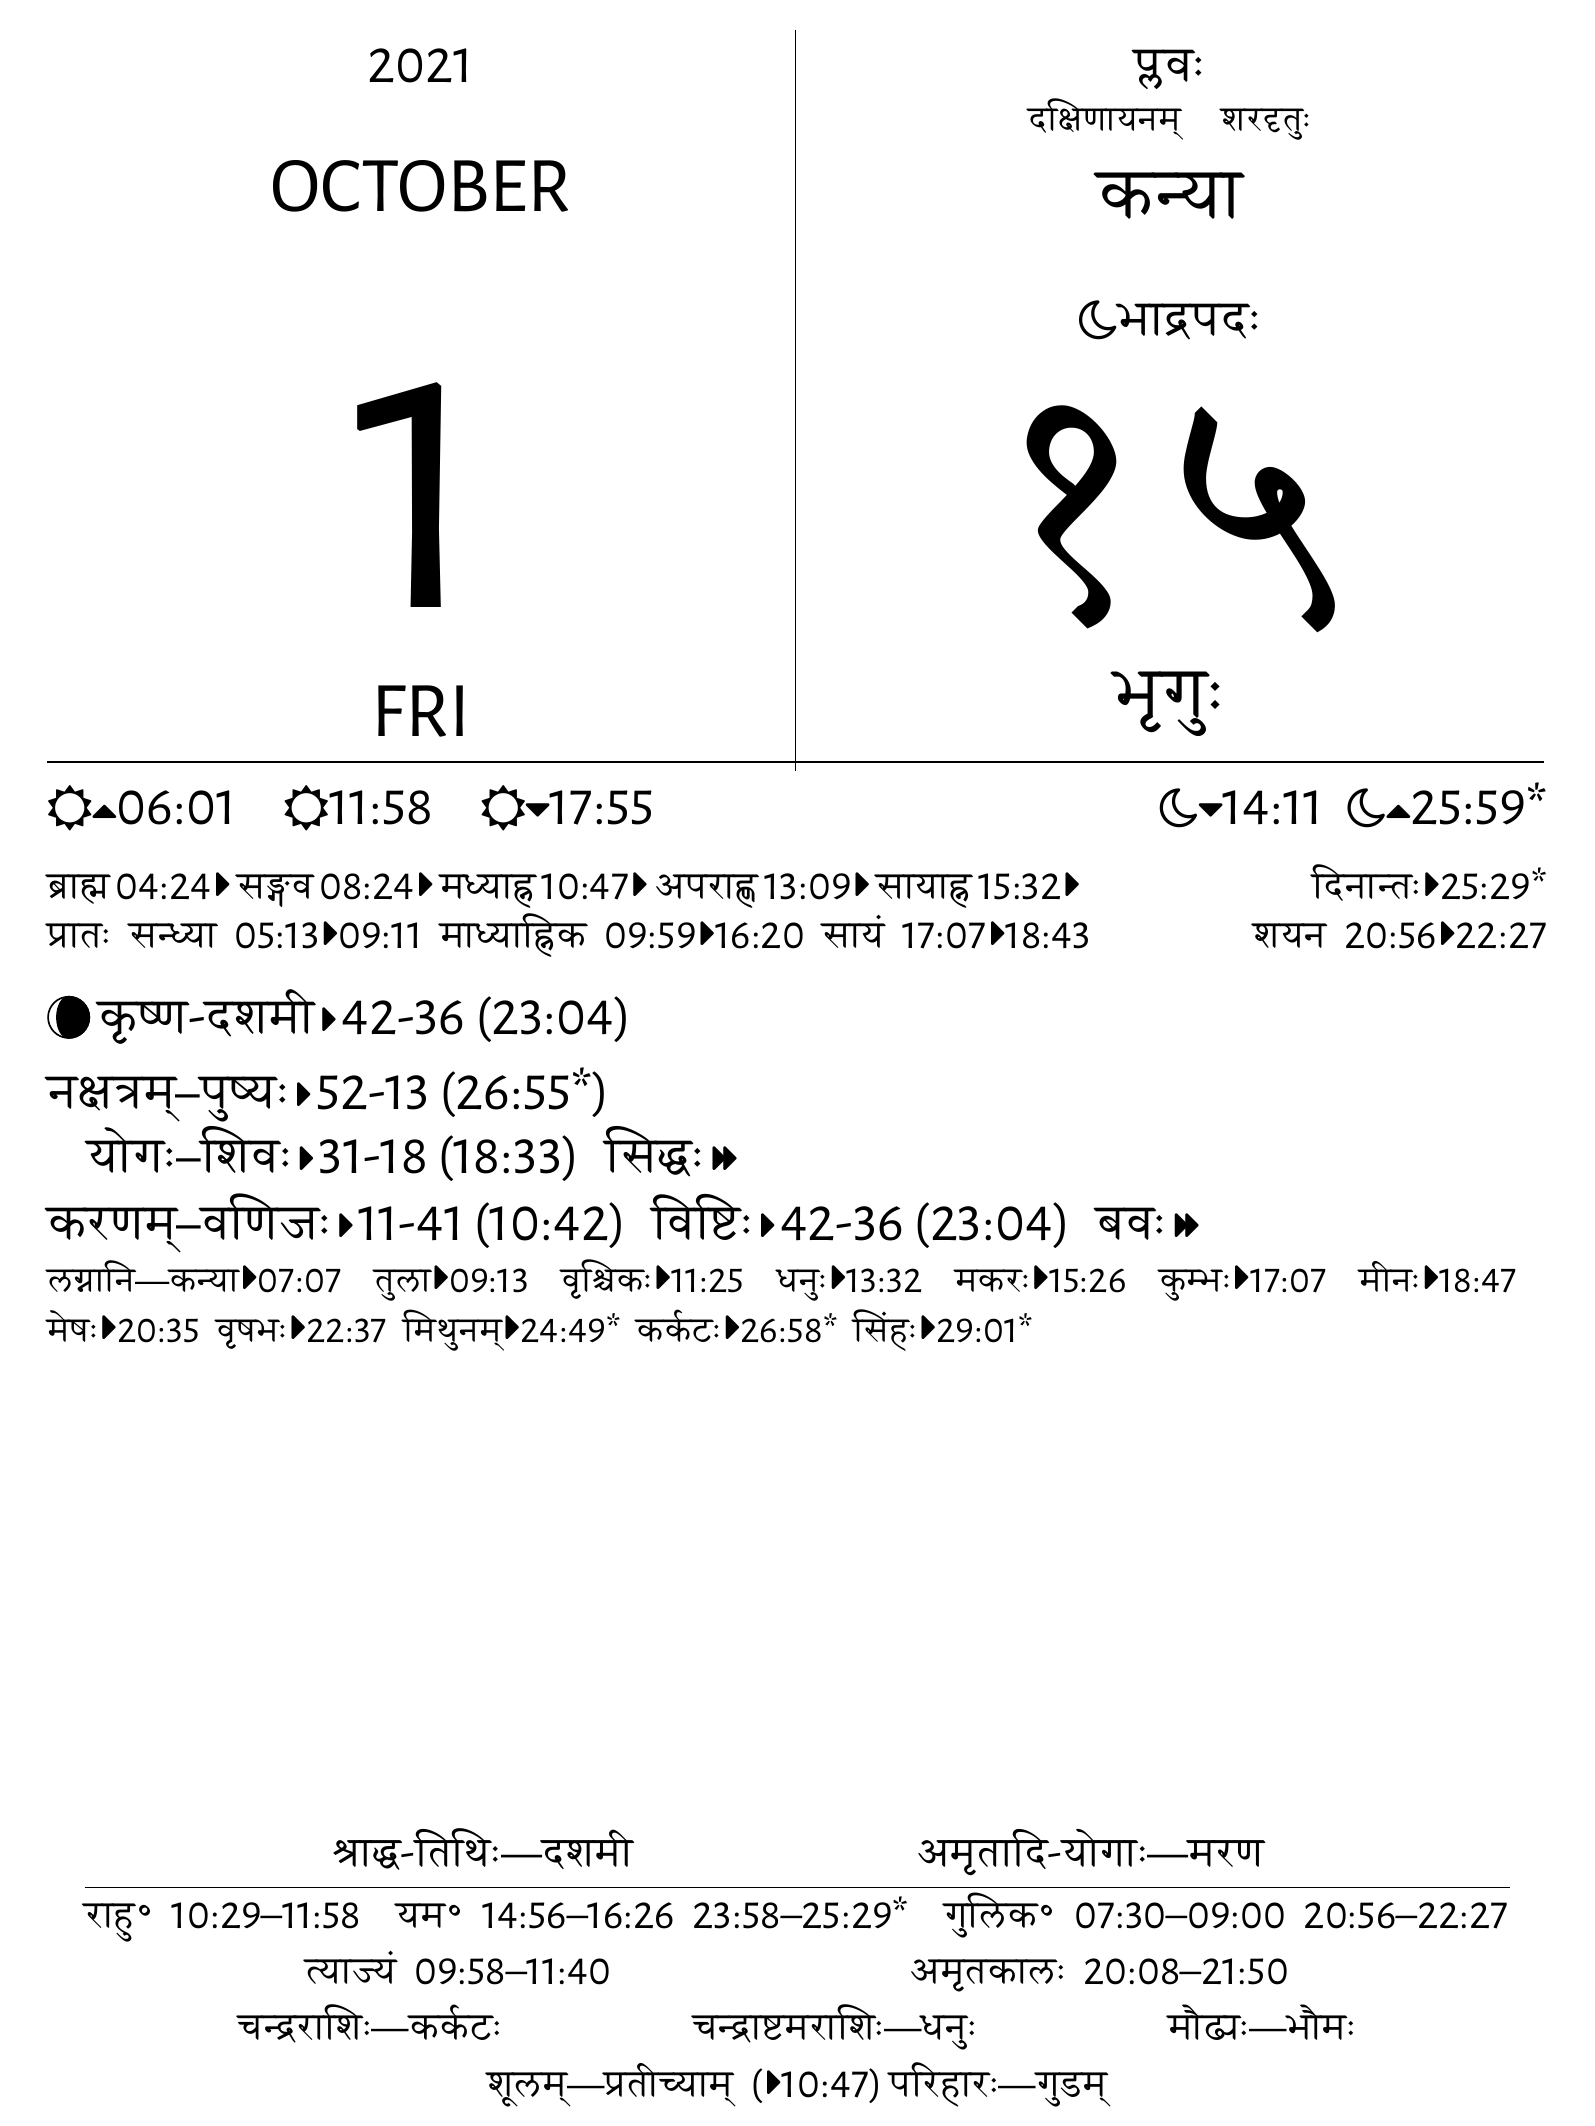 2021
OCTOBER
1
FRI
प्लवः
दक्षिणायनम् शरदृतुः
कन्या
भाद्रपदः
१५
भृगुः
06:01 11:58 17:55 14:11 25:59*
ब्राह्म 04:24 सङ्गव 08:24 मध्याह्न 10:47 अपराह्ण 13:09 सायाह्न 15:32 दिनान्तः 25:29*
प्रातः सन्ध्या 05:13 09:11 माध्याह्निक 09:59 16:20 सायं 17:07 18:43 शयन 20:56 22:27
कृष्ण-दशमी 42-36 (23:04)
नक्षत्रम्–पुष्यः 52-13 (26:55*)
योगः–शिवः 31-18 (18:33) सिद्धः
करणम्–वणिजः 11-41 (10:42) विष्टिः 42-36 (23:04) बवः
लग्नानि—कन्या 07:07 तुला 09:13 वृश्चिकः 11:25 धनुः 13:32 मकरः 15:26 कुम्भः 17:07 मीनः 18:47
मेषः 20:35 वृषभः 22:37 मिथुनम् 24:49* कर्कटः 26:58* सिंहः 29:01*
श्राद्ध-तिथिः—दशमी अमृतादि-योगाः—मरण
राहु° 10:29–11:58 यम° 14:56–16:26 23:58–25:29* गुलिक° 07:30–09:00 20:56–22:27
त्याज्यं 09:58–11:40 अमृतकालः 20:08–21:50
चन्द्रराशिः—कर्कटः चन्द्राष्टमराशिः—धनुः मौढ्यः—भौमः
शूलम्—प्रतीच्याम् (10:47) परिहारः—गुडम्